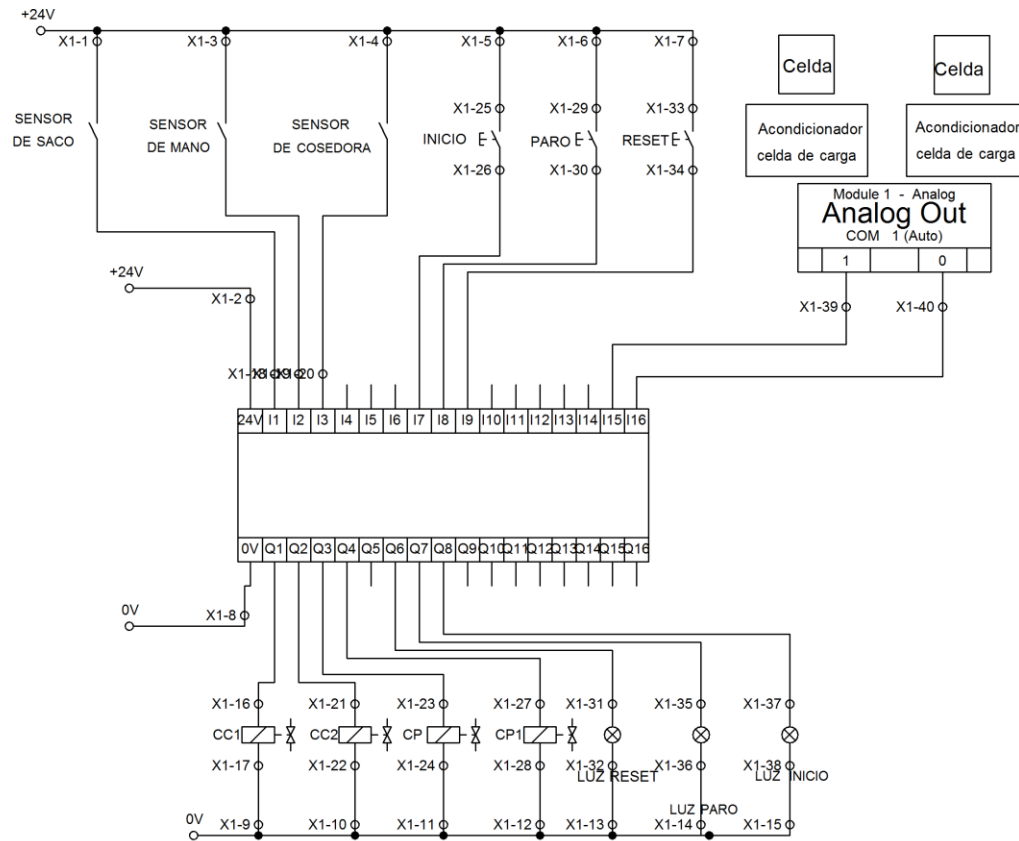 +24V
X1-1
X1-3
X1-4
X1-5
X1-6
X1-7
Celda
Celda
X1-25
X1-29
X1-33
SENSOR
DE SACO
SENSOR
DE MANO
SENSOR
DE COSEDORA
INICIO
PARO
RESET
Acondicionador
celda de carga
Acondicionador
celda de carga
X1-26
X1-30
X1-34
Module 1 - Analog
Analog Out
COM 1 (Auto)
1
0
+24V
X1-2
X1-39
X1-40
X1-18
X1-19
X1-20
24V I1 I2 I3 I4 I5 I6 I7 I8 I9 I10 I11 I12 I13 I14 I15 I16
0V Q1 Q2 Q3 Q4 Q5 Q6 Q7 Q8 Q9 Q10 Q11 Q12 Q13 Q14 Q15 Q16
0V
X1-8
X1-16
X1-21
X1-23
X1-27
X1-31
X1-35
X1-37
CC1
CC2
CP
CP1
X1-17
X1-22
X1-24
X1-28
X1-32
X1-36
X1-38
LUZ RESET
LUZ INICIO
LUZ PARO
0V
X1-9
X1-10
X1-11
X1-12
X1-13
X1-14
X1-15